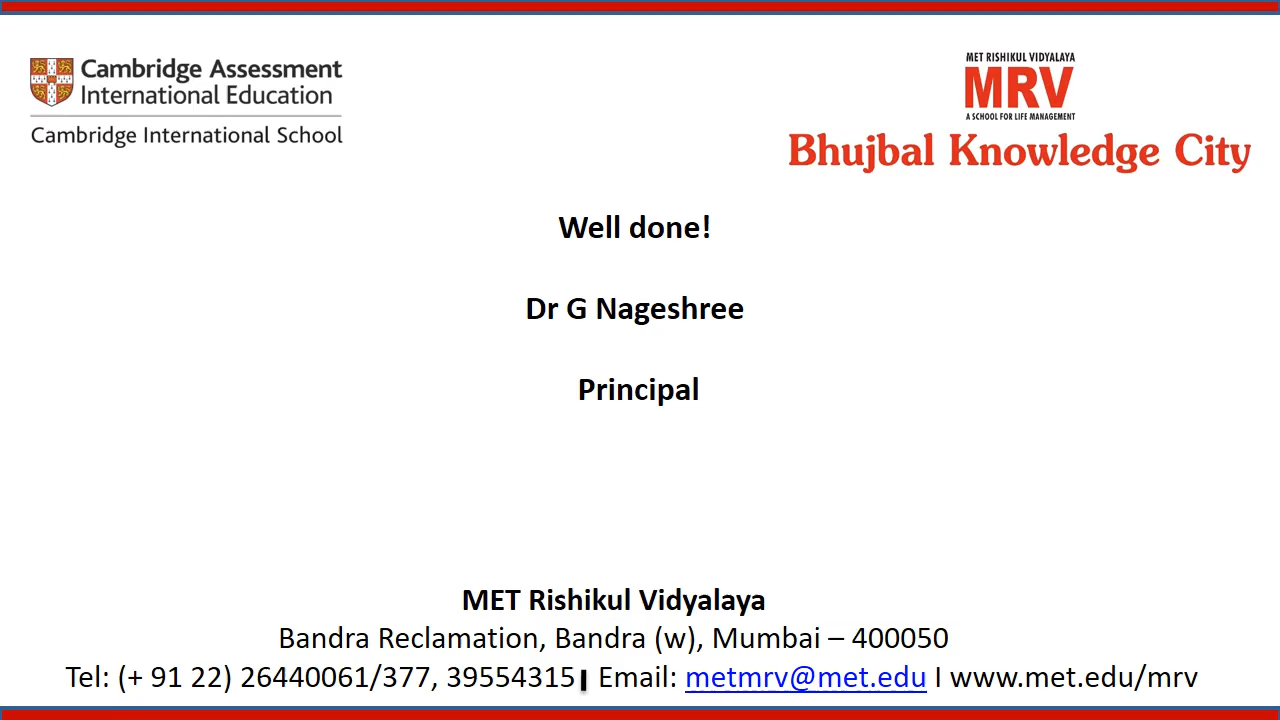 Cambridge Assessment
International Education
Cambridge International School
MET RISHIKUL VIDYALAYA
MRV
A SCHOOL FOR LIFE MANAGEMENT
Bhujbal Knowledge City
Well done!
Dr G Nageshree
Principal
MET Rishikul Vidyalaya
Bandra Reclamation, Bandra (w), Mumbai – 400050
Tel: (+ 91 22) 26440061/377, 39554315❙ Email: metmrv@met.edu I www.met.edu/mrv